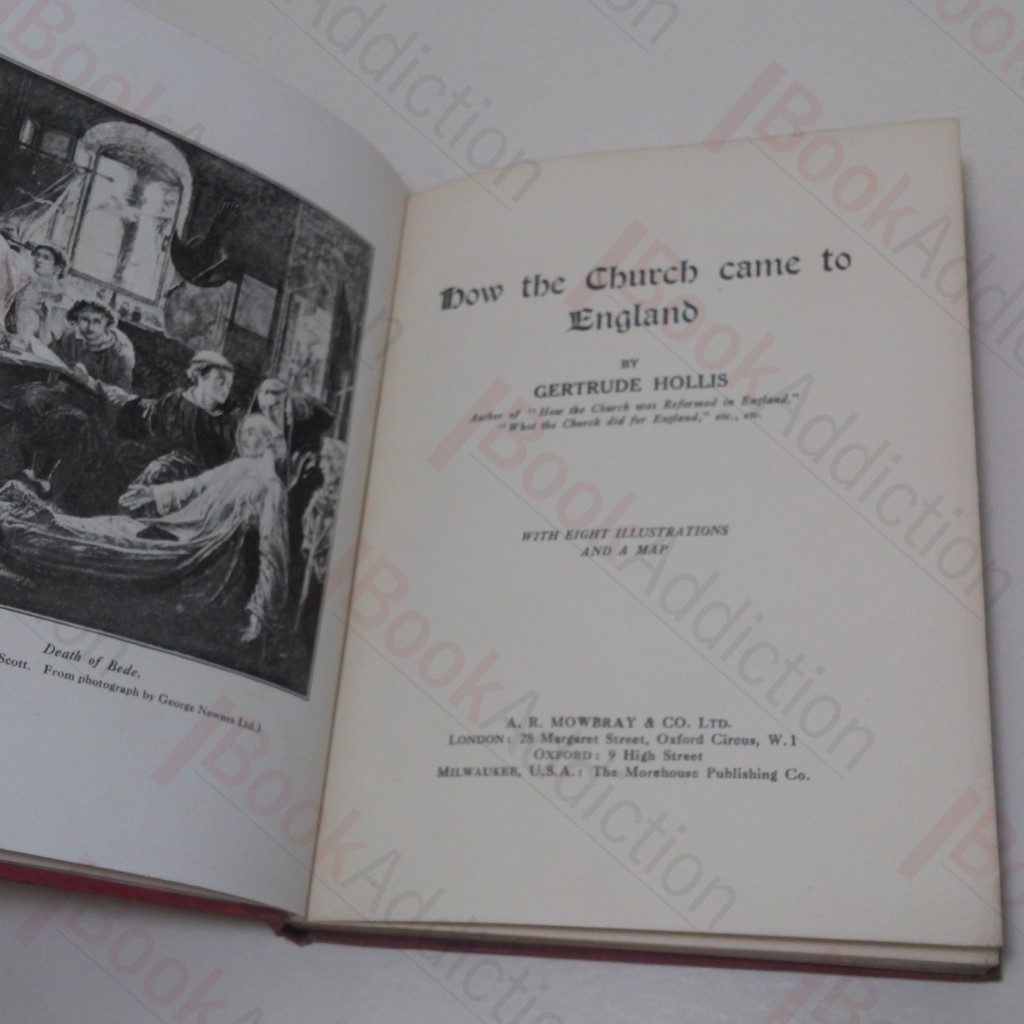 Death of Bede.
Scott. From photograph by George Newnes Ltd.)
How the Church came to
England
BY
GERTRUDE HOLLIS
Author of "How the Church was Reformed in England,"
"What the Church did for England," etc., etc.
WITH EIGHT ILLUSTRATIONS
AND A MAP
A. R. MOWBRAY & CO. LTD.
LONDON: 28 Margaret Street, Oxford Circus, W.1
OXFORD: 9 High Street
MILWAUKEE, U.S.A.: The Morehouse Publishing Co.
BookAddiction